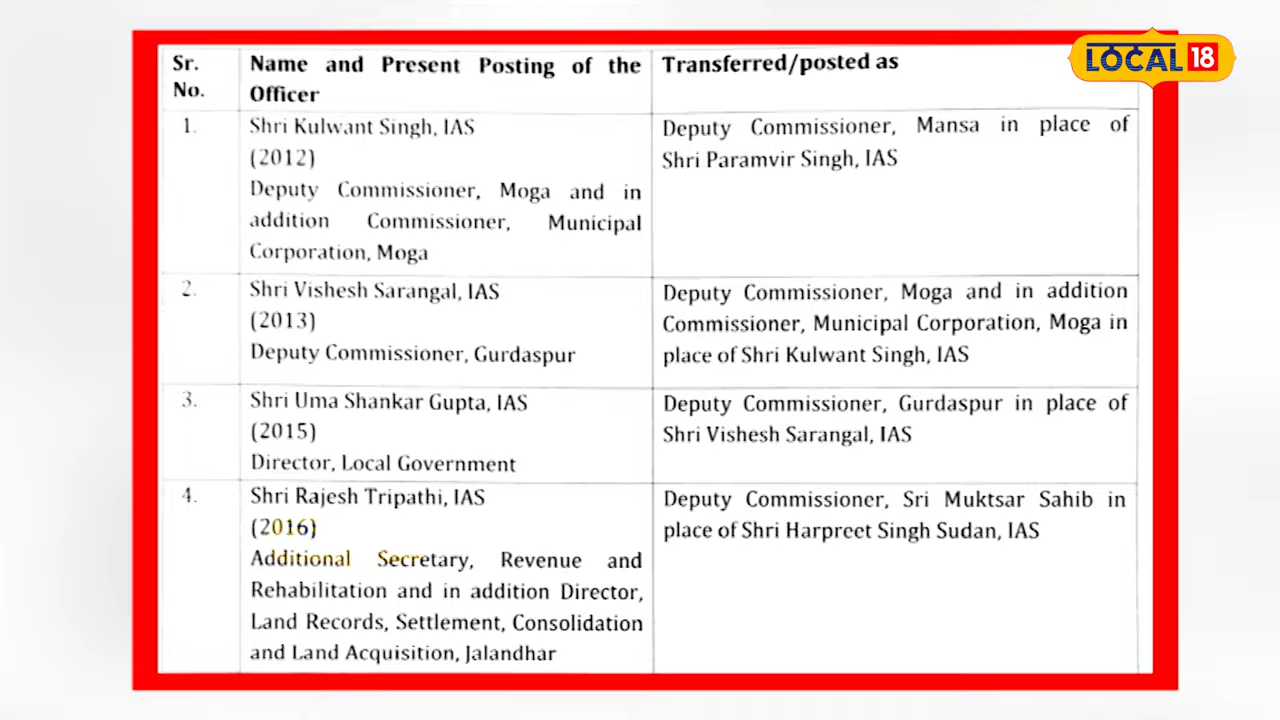 LOCAL 18
Sr. No.
Name and Present Posting of the Officer
Transferred/posted as
1.
Shri Kulwant Singh, IAS
(2012)
Deputy Commissioner, Moga and in
addition Commissioner, Municipal
Corporation, Moga
Deputy Commissioner, Mansa in place of
Shri Paramvir Singh, IAS
2.
Shri Vishesh Sarangal, IAS
(2013)
Deputy Commissioner, Gurdaspur
Deputy Commissioner, Moga and in addition
Commissioner, Municipal Corporation, Moga in
place of Shri Kulwant Singh, IAS
3.
Shri Uma Shankar Gupta, IAS
(2015)
Director, Local Government
Deputy Commissioner, Gurdaspur in place of
Shri Vishesh Sarangal, IAS
4.
Shri Rajesh Tripathi, IAS
(2016)
Additional Secretary, Revenue and
Rehabilitation and in addition Director,
Land Records, Settlement, Consolidation
and Land Acquisition, Jalandhar
Deputy Commissioner, Sri Muktsar Sahib in
place of Shri Harpreet Singh Sudan, IAS